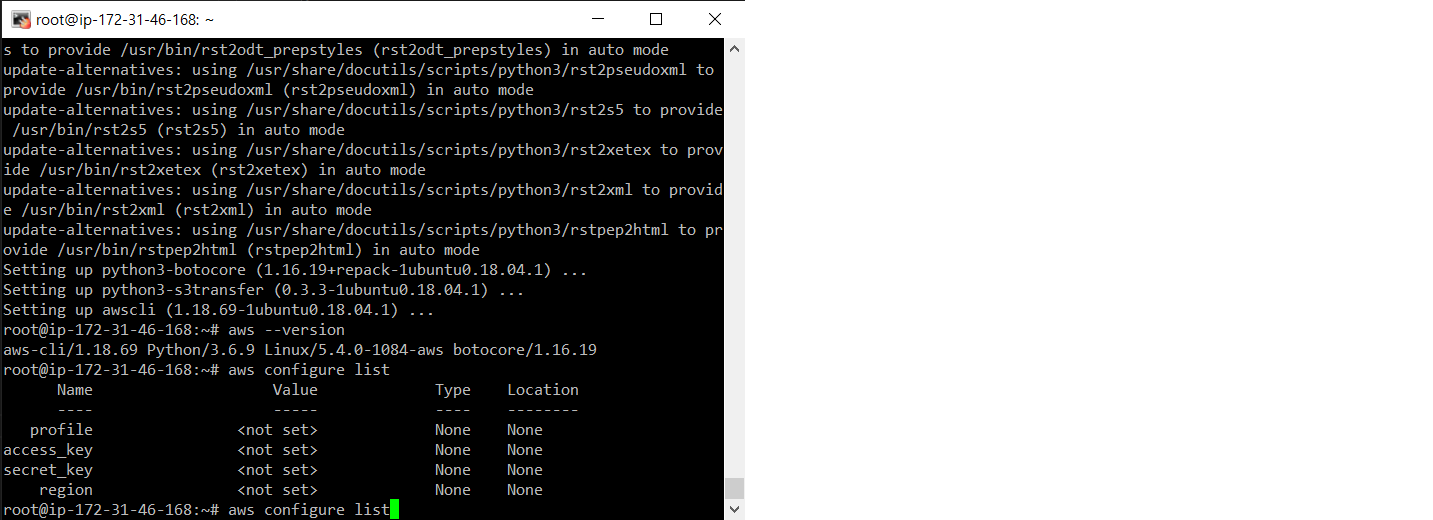 root@ip-172-31-46-168: ~
s to provide /usr/bin/rst2odt_prepstyles (rst2odt_prepstyles) in auto mode
update-alternatives: using /usr/share/docutils/scripts/python3/rst2pseudoxml to
provide /usr/bin/rst2pseudoxml (rst2pseudoxml) in auto mode
update-alternatives: using /usr/share/docutils/scripts/python3/rst2s5 to provide
 /usr/bin/rst2s5 (rst2s5) in auto mode
update-alternatives: using /usr/share/docutils/scripts/python3/rst2xetex to prov
ide /usr/bin/rst2xetex (rst2xetex) in auto mode
update-alternatives: using /usr/share/docutils/scripts/python3/rst2xml to provid
e /usr/bin/rst2xml (rst2xml) in auto mode
update-alternatives: using /usr/share/docutils/scripts/python3/rstpep2html to pr
ovide /usr/bin/rstpep2html (rstpep2html) in auto mode
Setting up python3-botocore (1.16.19+repack-1ubuntu0.18.04.1) ...
Setting up python3-s3transfer (0.3.3-1ubuntu0.18.04.1) ...
Setting up awscli (1.18.69-1ubuntu0.18.04.1) ...
root@ip-172-31-46-168:~# aws --version
aws-cli/1.18.69 Python/3.6.9 Linux/5.4.0-1084-aws botocore/1.16.19
root@ip-172-31-46-168:~# aws configure list
      Name                    Value             Type    Location
      ----                    -----             ----    --------
   profile                <not set>             None    None
access_key                <not set>             None    None
secret_key                <not set>             None    None
    region                <not set>             None    None
root@ip-172-31-46-168:~# aws configure list